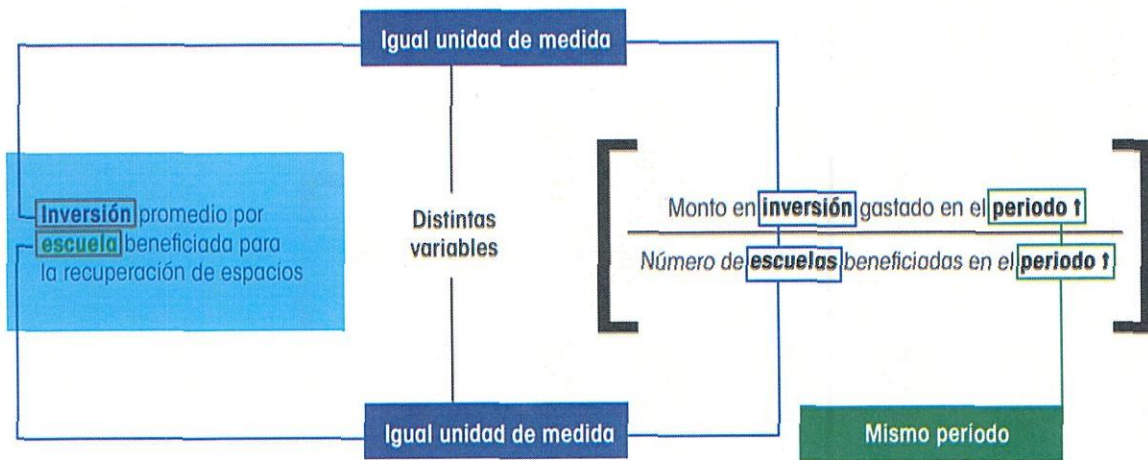 Igual unidad de medida
Inversión promedio por
escuela beneficiada para
la recuperación de espacios
Distintas
variables
Monto en inversión gastado en el periodo t
Número de escuelas beneficiadas en el periodo t
Igual unidad de medida
Mismo período